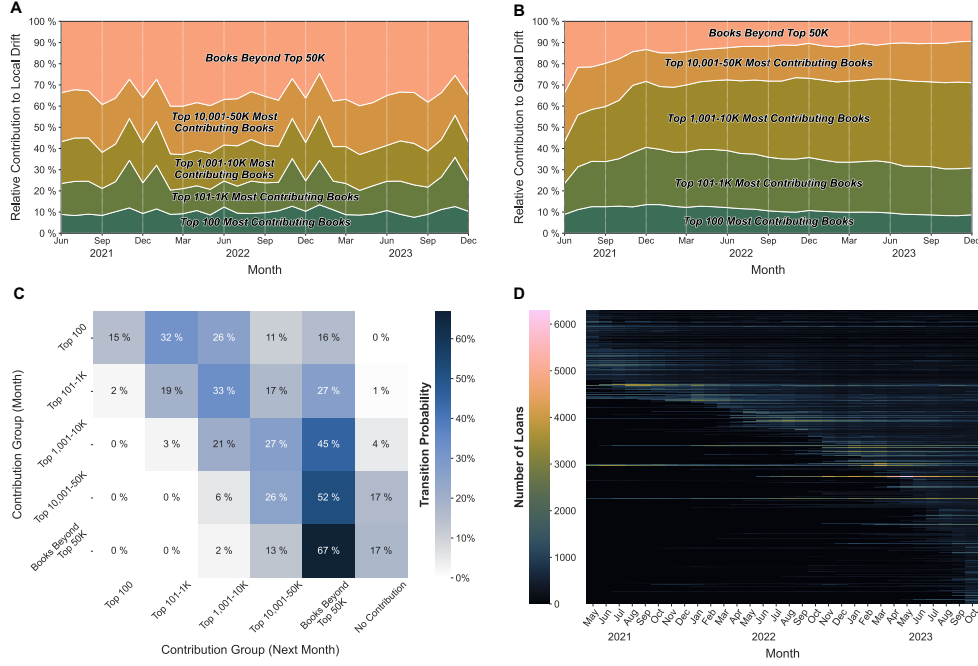 A
100 %
90 %
80 %
70 %
60 %
50 %
40 %
30 %
20 %
10 %
0 %
Relative Contribution to Local Drift
Books Beyond Top 50K
Top 10,001-50K Most
Contributing Books
Top 1,001-10K Most
Contributing Books
Top 101-1K Most Contributing Books
Top 100 Most Contributing Books
Jun Sep Dec Mar Jun Sep Dec Mar Jun Sep Dec
2021 2022 2023
Month
B
100 %
90 %
80 %
70 %
60 %
50 %
40 %
30 %
20 %
10 %
0 %
Relative Contribution to Global Drift
Books Beyond Top 50K
Top 10,001-50K Most Contributing Books
Top 1,001-10K Most Contributing Books
Top 101-1K Most Contributing Books
Top 100 Most Contributing Books
Jun Sep Dec Mar Jun Sep Dec Mar Jun Sep Dec
2021 2022 2023
Month
C
Contribution Group (Month)
Top 100 15 % 32 % 26 % 11 % 16 % 0 %
Top 101-1K 2 % 19 % 33 % 17 % 27 % 1 %
Top 1,001-10K 0 % 3 % 21 % 27 % 45 % 4 %
Top 10,001-50K 0 % 0 % 6 % 26 % 52 % 17 %
Books Beyond
Top 50K
0 % 0 % 2 % 13 % 67 % 17 %
Top 100
Top 101-1K
Top 1,001-10K
Top 10,001-50K
Books Beyond
Top 50K
No Contribution
Contribution Group (Next Month)
Transition Probability
60%
50%
40%
30%
20%
10%
0%
D
Number of Loans
6000
5000
4000
3000
2000
1000
0
May Jun Jul Aug Sep Oct Nov Dec Jan Feb Mar Apr May Jun Jul Aug Sep Oct Nov Dec Jan Feb Mar Apr May Jun Jul Aug Sep Oct
2021 2022 2023
Month